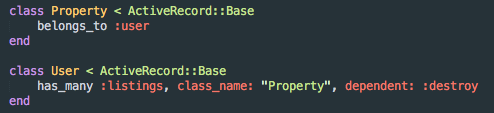 class Property < ActiveRecord::Base
    belongs_to :user
end

class User < ActiveRecord::Base
    has_many :listings, class_name: "Property", dependent: :destroy
end